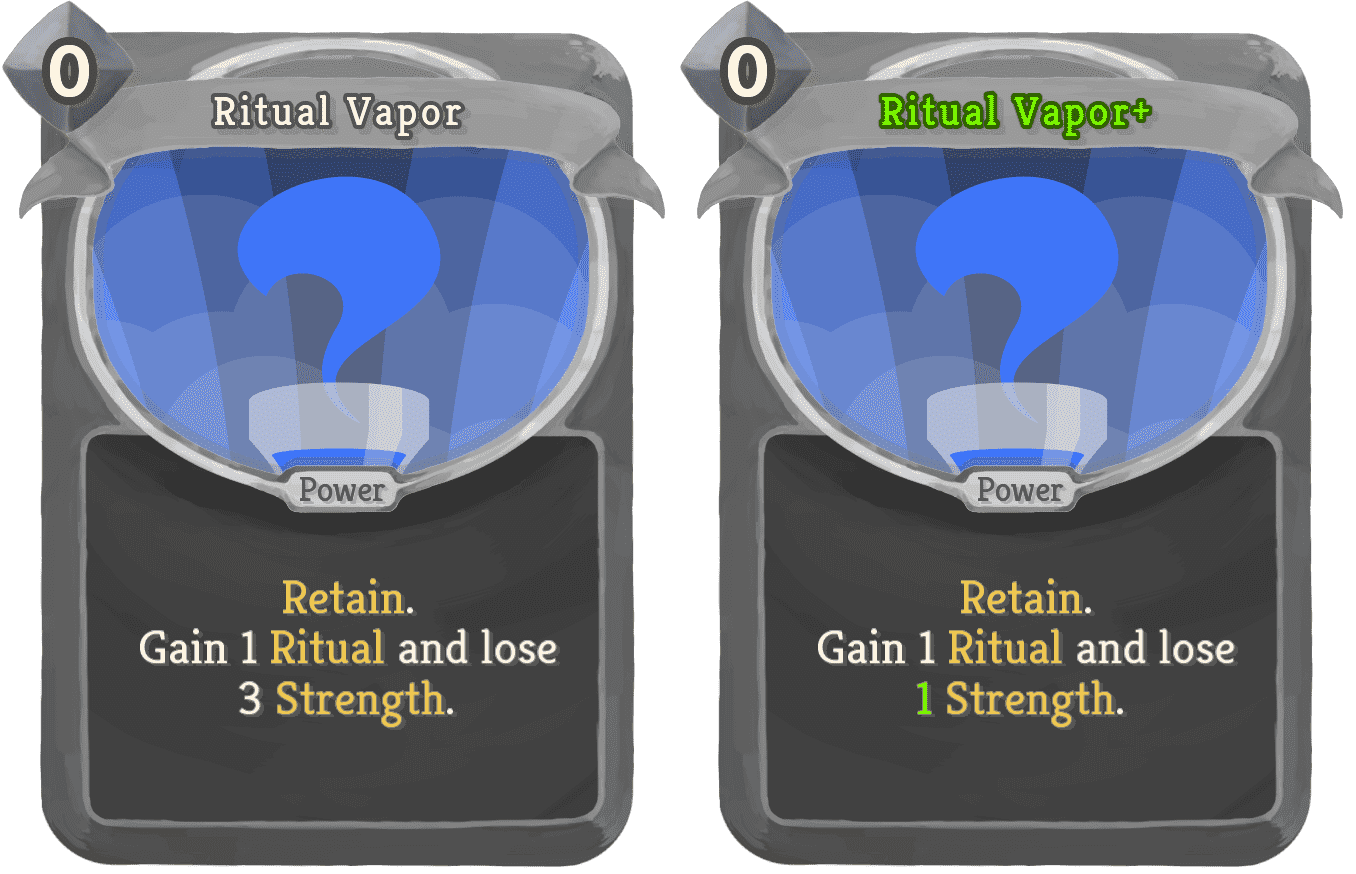 0
Ritual Vapor
Power
Retain.
Gain 1 Ritual and lose
3 Strength.
0
Ritual Vapor+
Power
Retain.
Gain 1 Ritual and lose
1 Strength.